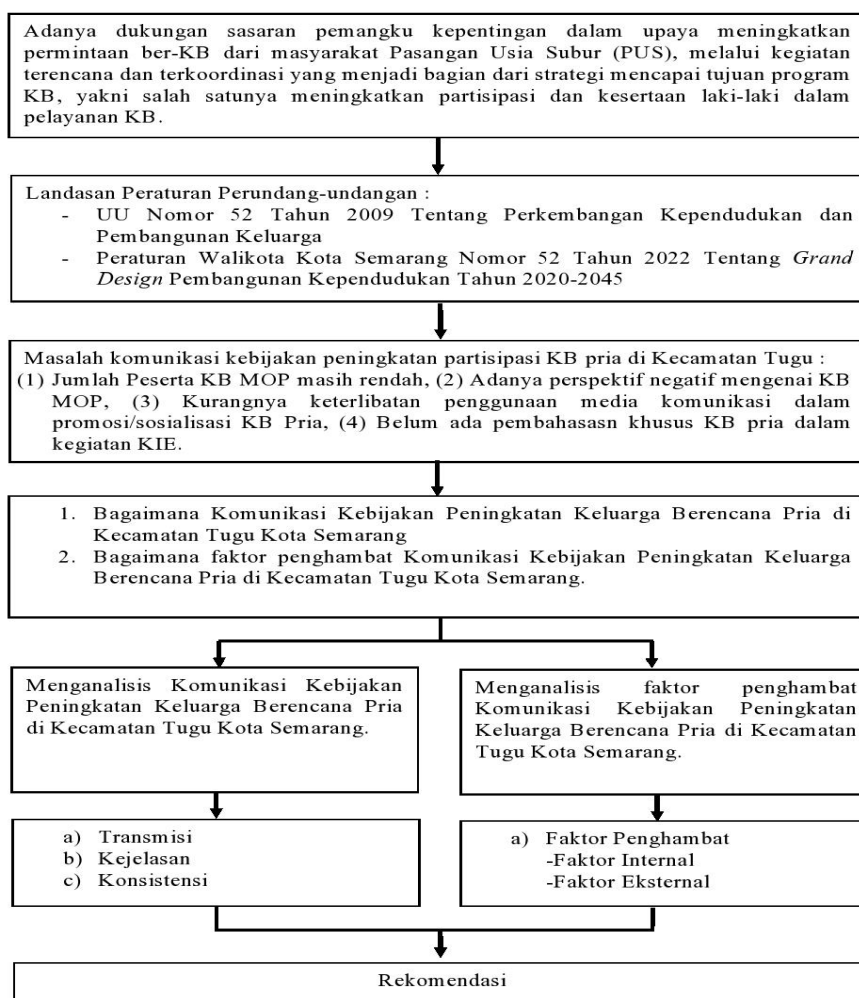 Adanya dukungan sasaran pemangku kepentingan dalam upaya meningkatkan
permintaan ber-KB dari masyarakat Pasangan Usia Subur (PUS), melalui kegiatan
terencana dan terkoordinasi yang menjadi bagian dari strategi mencapai tujuan program
KB, yakni salah satunya meningkatkan partisipasi dan kesertaan laki-laki dalam
pelayanan KB.
Landasan Peraturan Perundang-undangan :
- UU Nomor 52 Tahun 2009 Tentang Perkembangan Kependudukan dan
Pembangunan Keluarga
- Peraturan Walikota Kota Semarang Nomor 52 Tahun 2022 Tentang Grand
Design Pembangunan Kependudukan Tahun 2020-2045
Masalah komunikasi kebijakan peningkatan partisipasi KB pria di Kecamatan Tugu :
(1) Jumlah Peserta KB MOP masih rendah, (2) Adanya perspektif negatif mengenai KB
MOP, (3) Kurangnya keterlibatan penggunaan media komunikasi dalam
promosi/sosialisasi KB Pria, (4) Belum ada pembahasasn khusus KB pria dalam
kegiatan KIE.
1. Bagaimana Komunikasi Kebijakan Peningkatan Keluarga Berencana Pria di
Kecamatan Tugu Kota Semarang
2. Bagaimana faktor penghambat Komunikasi Kebijakan Peningkatan Keluarga
Berencana Pria di Kecamatan Tugu Kota Semarang.
Menganalisis Komunikasi Kebijakan
Peningkatan Keluarga Berencana Pria
di Kecamatan Tugu Kota Semarang.
Menganalisis faktor penghambat
Komunikasi Kebijakan Peningkatan
Keluarga Berencana Pria di Kecamatan
Tugu Kota Semarang.
a) Transmisi
b) Kejelasan
c) Konsistensi
a) Faktor Penghambat
-Faktor Internal
-Faktor Eksternal
Rekomendasi